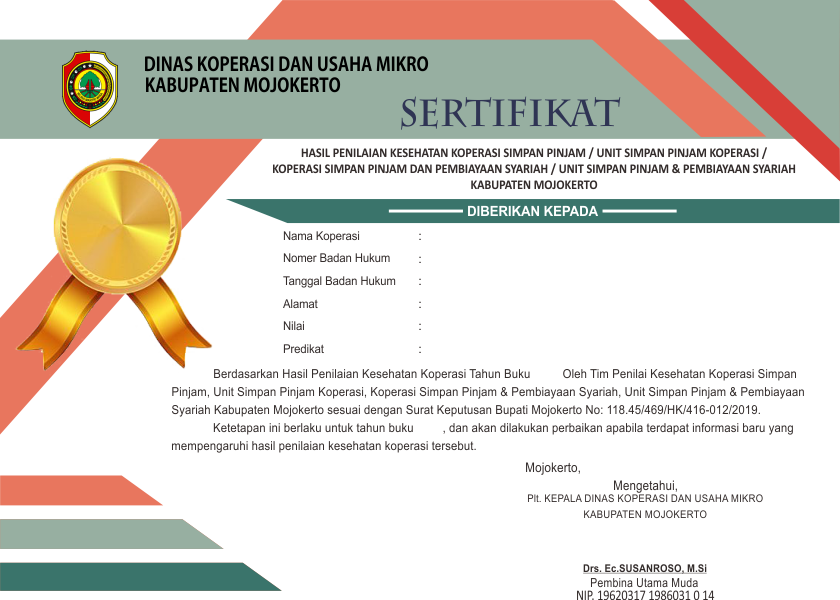 DINAS KOPERASI DAN USAHA MIKRO
KABUPATEN MOJOKERTO
SERTIFIKAT
HASIL PENILAIAN KESEHATAN KOPERASI SIMPAN PINJAM / UNIT SIMPAN PINJAM KOPERASI /
KOPERASI SIMPAN PINJAM DAN PEMBIAYAAN SYARIAH / UNIT SIMPAN PINJAM & PEMBIAYAAN SYARIAH
KABUPATEN MOJOKERTO
DIBERIKAN KEPADA
Nama Koperasi :
Nomer Badan Hukum :
Tanggal Badan Hukum :
Alamat :
Nilai :
Predikat :
Berdasarkan Hasil Penilaian Kesehatan Koperasi Tahun Buku Oleh Tim Penilai Kesehatan Koperasi Simpan
Pinjam, Unit Simpan Pinjam Koperasi, Koperasi Simpan Pinjam & Pembiayaan Syariah, Unit Simpan Pinjam & Pembiayaan
Syariah Kabupaten Mojokerto sesuai dengan Surat Keputusan Bupati Mojokerto No: 118.45/469/HK/416-012/2019.
Ketetapan ini berlaku untuk tahun buku , dan akan dilakukan perbaikan apabila terdapat informasi baru yang
mempengaruhi hasil penilaian kesehatan koperasi tersebut.
Mojokerto,
Mengetahui,
Plt. KEPALA DINAS KOPERASI DAN USAHA MIKRO
KABUPATEN MOJOKERTO
Drs. Ec.SUSANROSO, M.Si
Pembina Utama Muda
NIP. 19620317 1986031 0 14